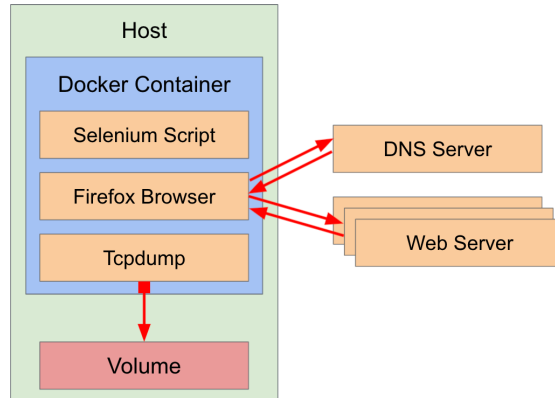 Host
Docker Container
Selenium Script
Firefox Browser
Tcpdump
Volume
DNS Server
Web Server